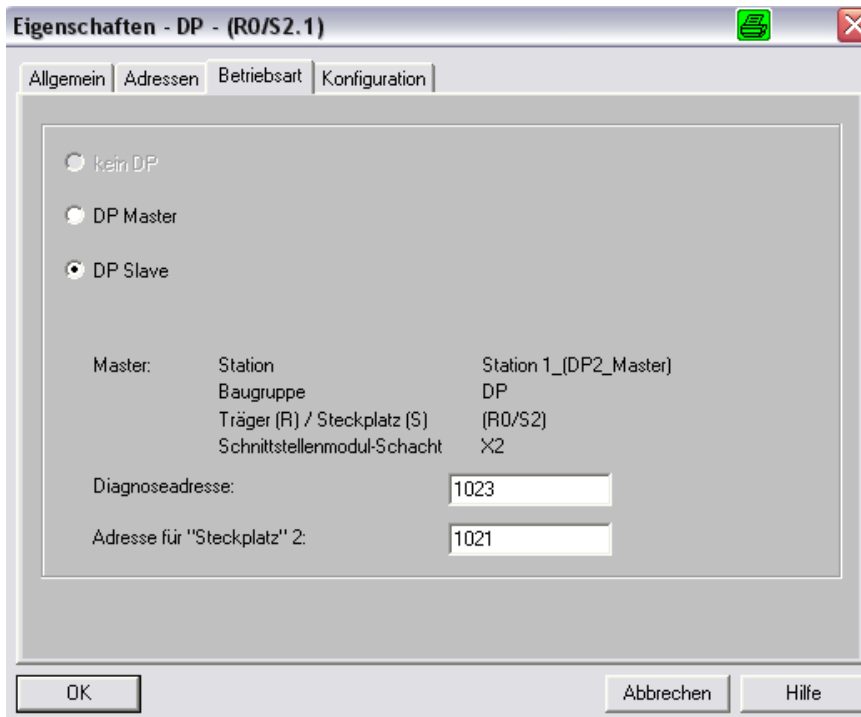 Eigenschaften - DP - (R0/S2.1)
Allgemein Adressen Betriebsart Konfiguration
kein DP
DP Master
DP Slave
Master: Station Station 1_(DP2_Master)
Baugruppe DP
Träger (R) / Steckplatz (S) (R0/S2)
Schnittstellenmodul-Schacht X2
Diagnoseadresse: 1023
Adresse für "Steckplatz" 2: 1021
OK Abbrechen Hilfe